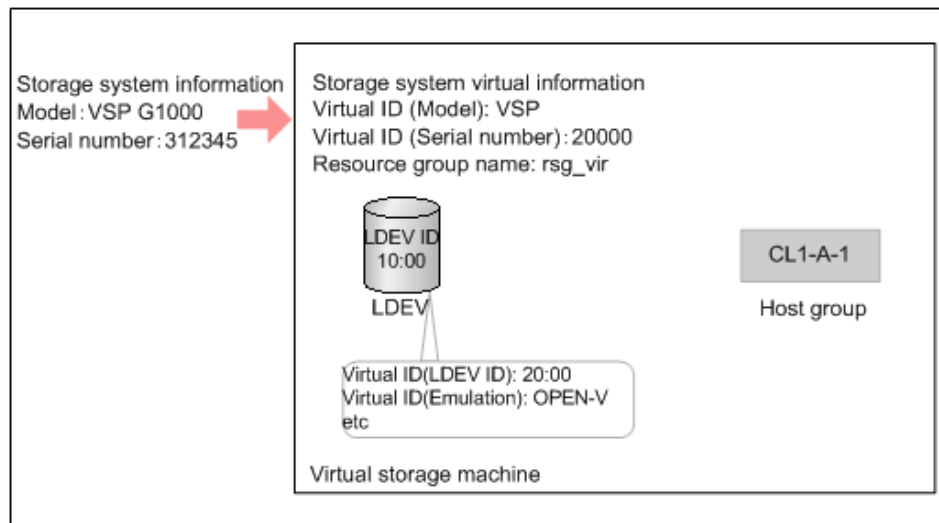 Storage system information
Model:VSP G1000
Serial number:312345
Storage system virtual information
Virtual ID (Model): VSP
Virtual ID (Serial number):20000
Resource group name: rsg_vir
LDEV ID
10:00
LDEV
CL1-A-1
Host group
Virtual ID(LDEV ID): 20:00
Virtual ID(Emulation): OPEN-V
etc
Virtual storage machine